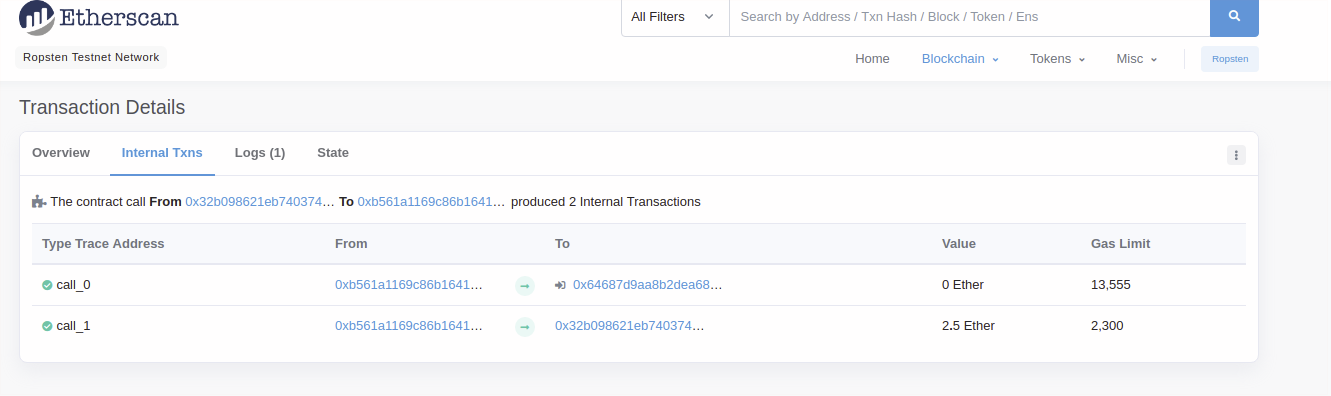 Etherscan
All Filters
Search by Address / Txn Hash / Block / Token / Ens
Ropsten Testnet Network
Home Blockchain Tokens Misc Ropsten
Transaction Details
Overview Internal Txns Logs (1) State
The contract call From 0x32b098621eb740374… To 0xb561a1169c86b1641… produced 2 Internal Transactions
Type Trace Address From To Value Gas Limit
call_0 0xb561a1169c86b1641… 0x64687d9aa8b2dea68… 0 Ether 13,555
call_1 0xb561a1169c86b1641… 0x32b098621eb740374… 2.5 Ether 2,300